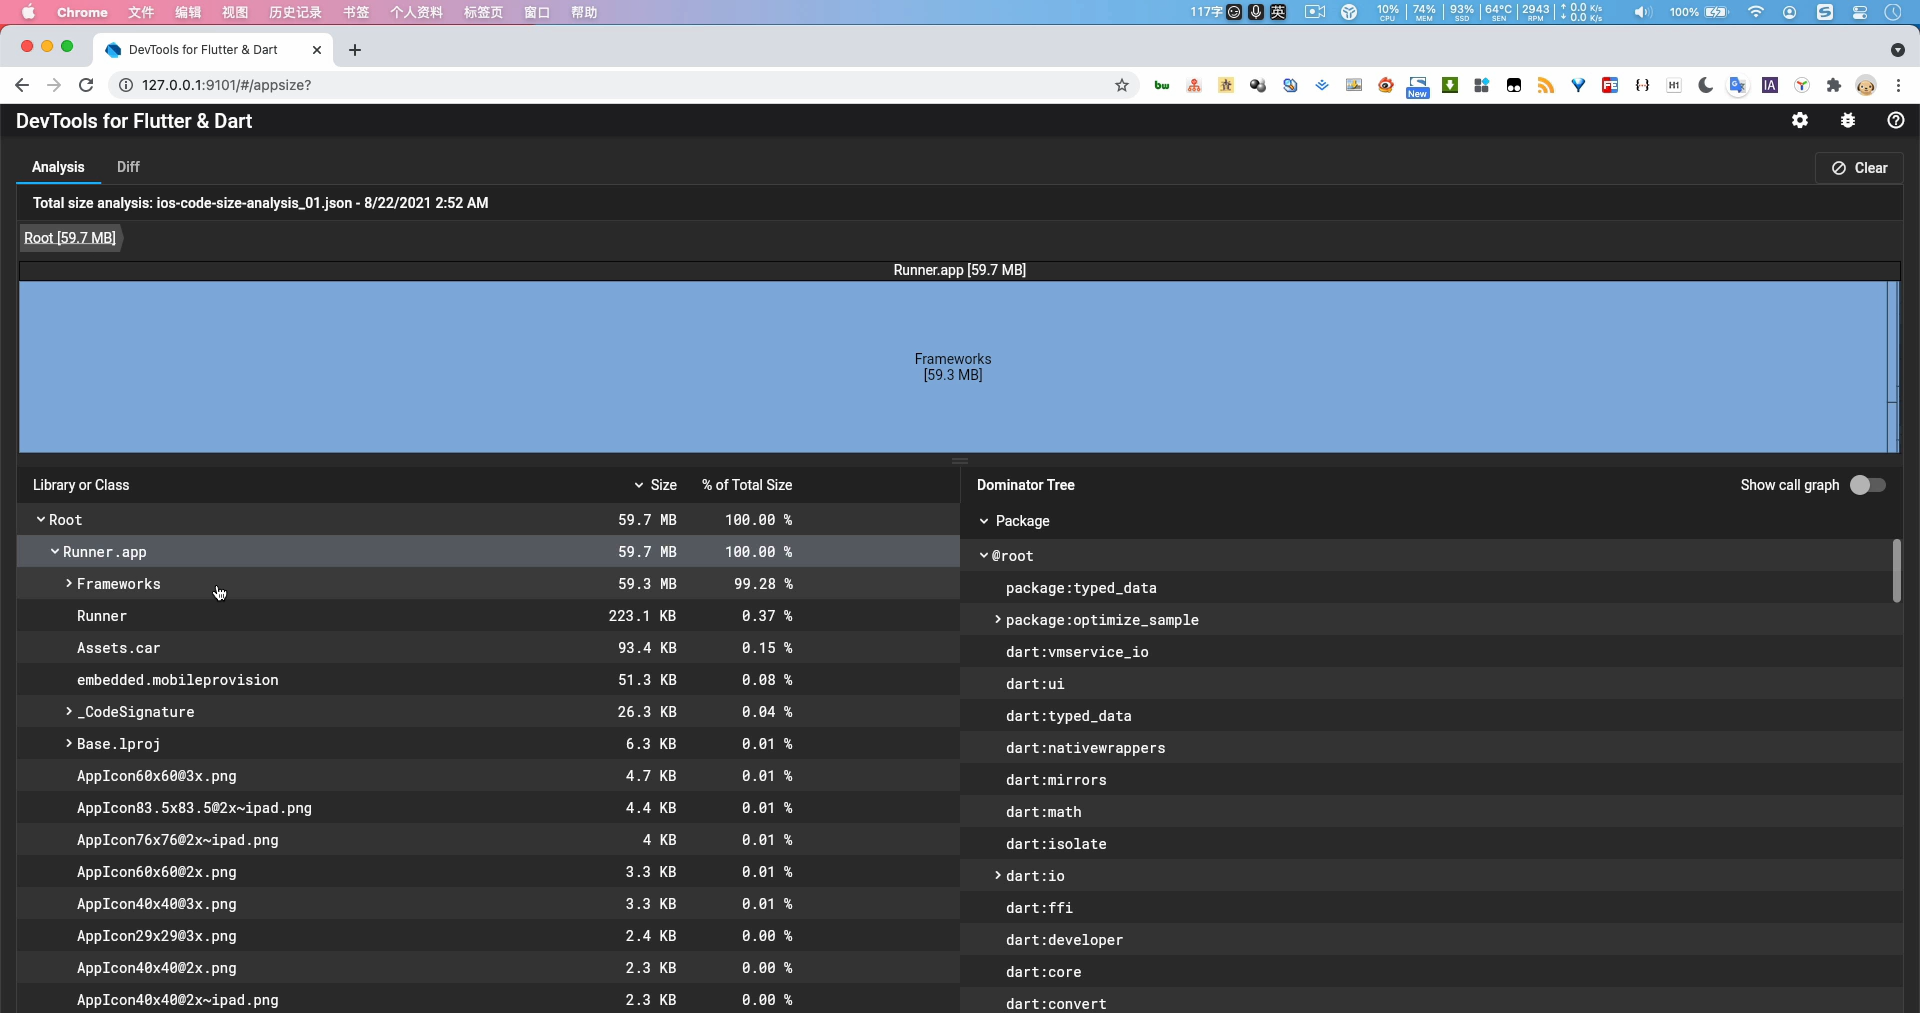 Chrome 文件 编辑 视图 历史记录 书签 个人资料 标签页 窗口 帮助 117字 英 10% CPU 74% MEM 93% SSD 64°C SEN 2943 RPM 0.0 K/s 0.0 K/s 100%
DevTools for Flutter & Dart
127.0.0.1:9101/#/appsize?
bw New FE H1 IA
DevTools for Flutter & Dart
Analysis Diff Clear
Total size analysis: ios-code-size-analysis_01.json - 8/22/2021 2:52 AM
Root [59.7 MB]
Runner.app [59.7 MB]
Frameworks
[59.3 MB]
Library or Class Size % of Total Size
Root 59.7 MB 100.00 %
Runner.app 59.7 MB 100.00 %
Frameworks 59.3 MB 99.28 %
Runner 223.1 KB 0.37 %
Assets.car 93.4 KB 0.15 %
embedded.mobileprovision 51.3 KB 0.08 %
_CodeSignature 26.3 KB 0.04 %
Base.lproj 6.3 KB 0.01 %
AppIcon60x60@3x.png 4.7 KB 0.01 %
AppIcon83.5x83.5@2x~ipad.png 4.4 KB 0.01 %
AppIcon76x76@2x~ipad.png 4 KB 0.01 %
AppIcon60x60@2x.png 3.3 KB 0.01 %
AppIcon40x40@3x.png 3.3 KB 0.01 %
AppIcon29x29@3x.png 2.4 KB 0.00 %
AppIcon40x40@2x.png 2.3 KB 0.00 %
AppIcon40x40@2x~ipad.png 2.3 KB 0.00 %
Dominator Tree Show call graph
Package
@root
package:typed_data
package:optimize_sample
dart:vmservice_io
dart:ui
dart:typed_data
dart:nativewrappers
dart:mirrors
dart:math
dart:isolate
dart:io
dart:ffi
dart:developer
dart:core
dart:convert